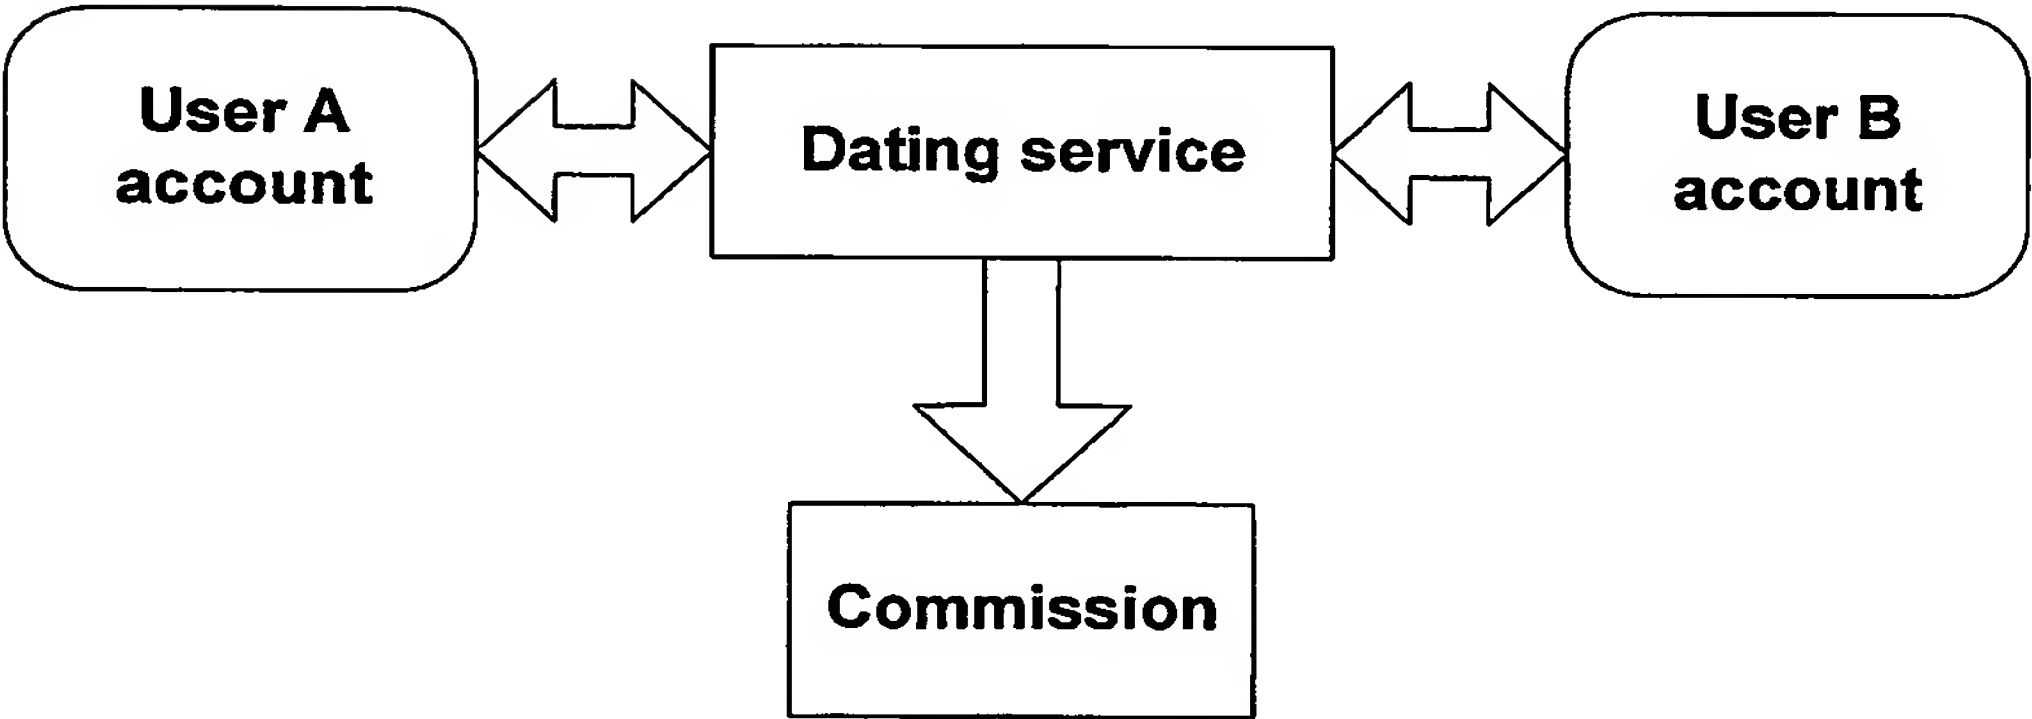 User A
account
Dating service
User B
account
Commission